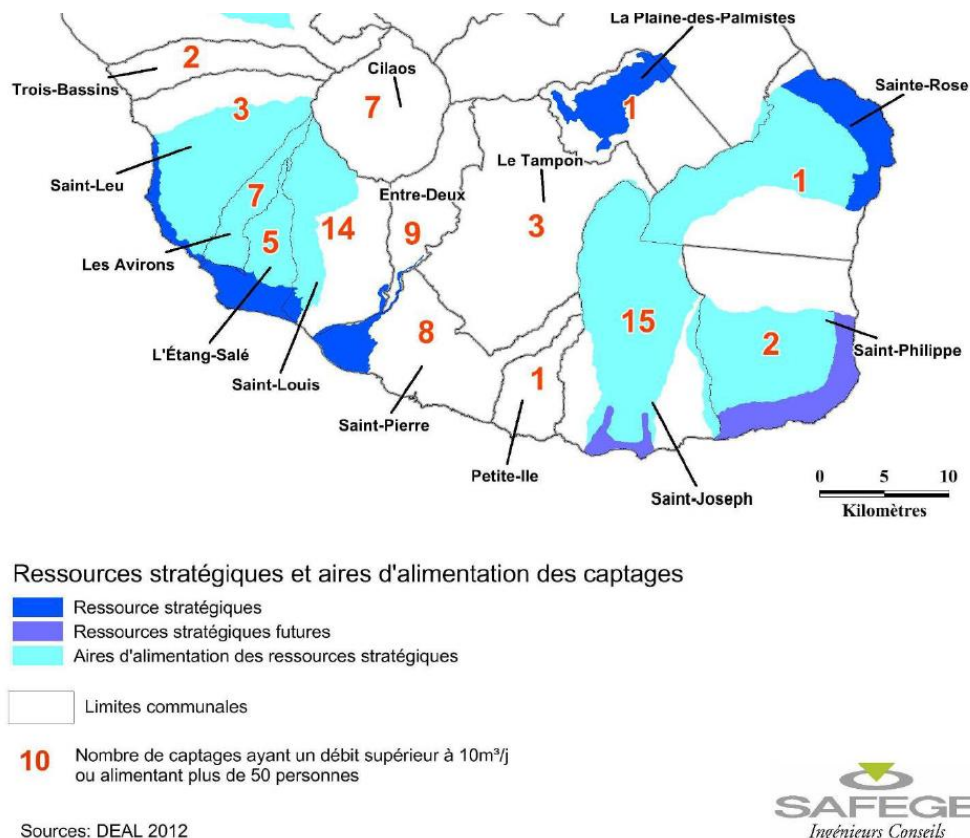 La Plaine-des-Palmistes
2
Cilaos
Trois-Bassins
7
Sainte-Rose
3
1
Le Tampon
Saint-Leu
7
Entre-Deux
1
14
9
3
5
Les Avirons
15
8
2
L'Étang-Salé
Saint-Philippe
Saint-Louis
1
Saint-Pierre
Petite-Ile
Saint-Joseph
0 5 10
Kilomètres
Ressources stratégiques et aires d'alimentation des captages
Ressource stratégiques
Ressources stratégiques futures
Aires d'alimentation des ressources stratégiques
Limites communales
10
Nombre de captages ayant un débit supérieur à 10m³/j
ou alimentant plus de 50 personnes
SAFEGE
Ingénieurs Conseils
Sources: DEAL 2012